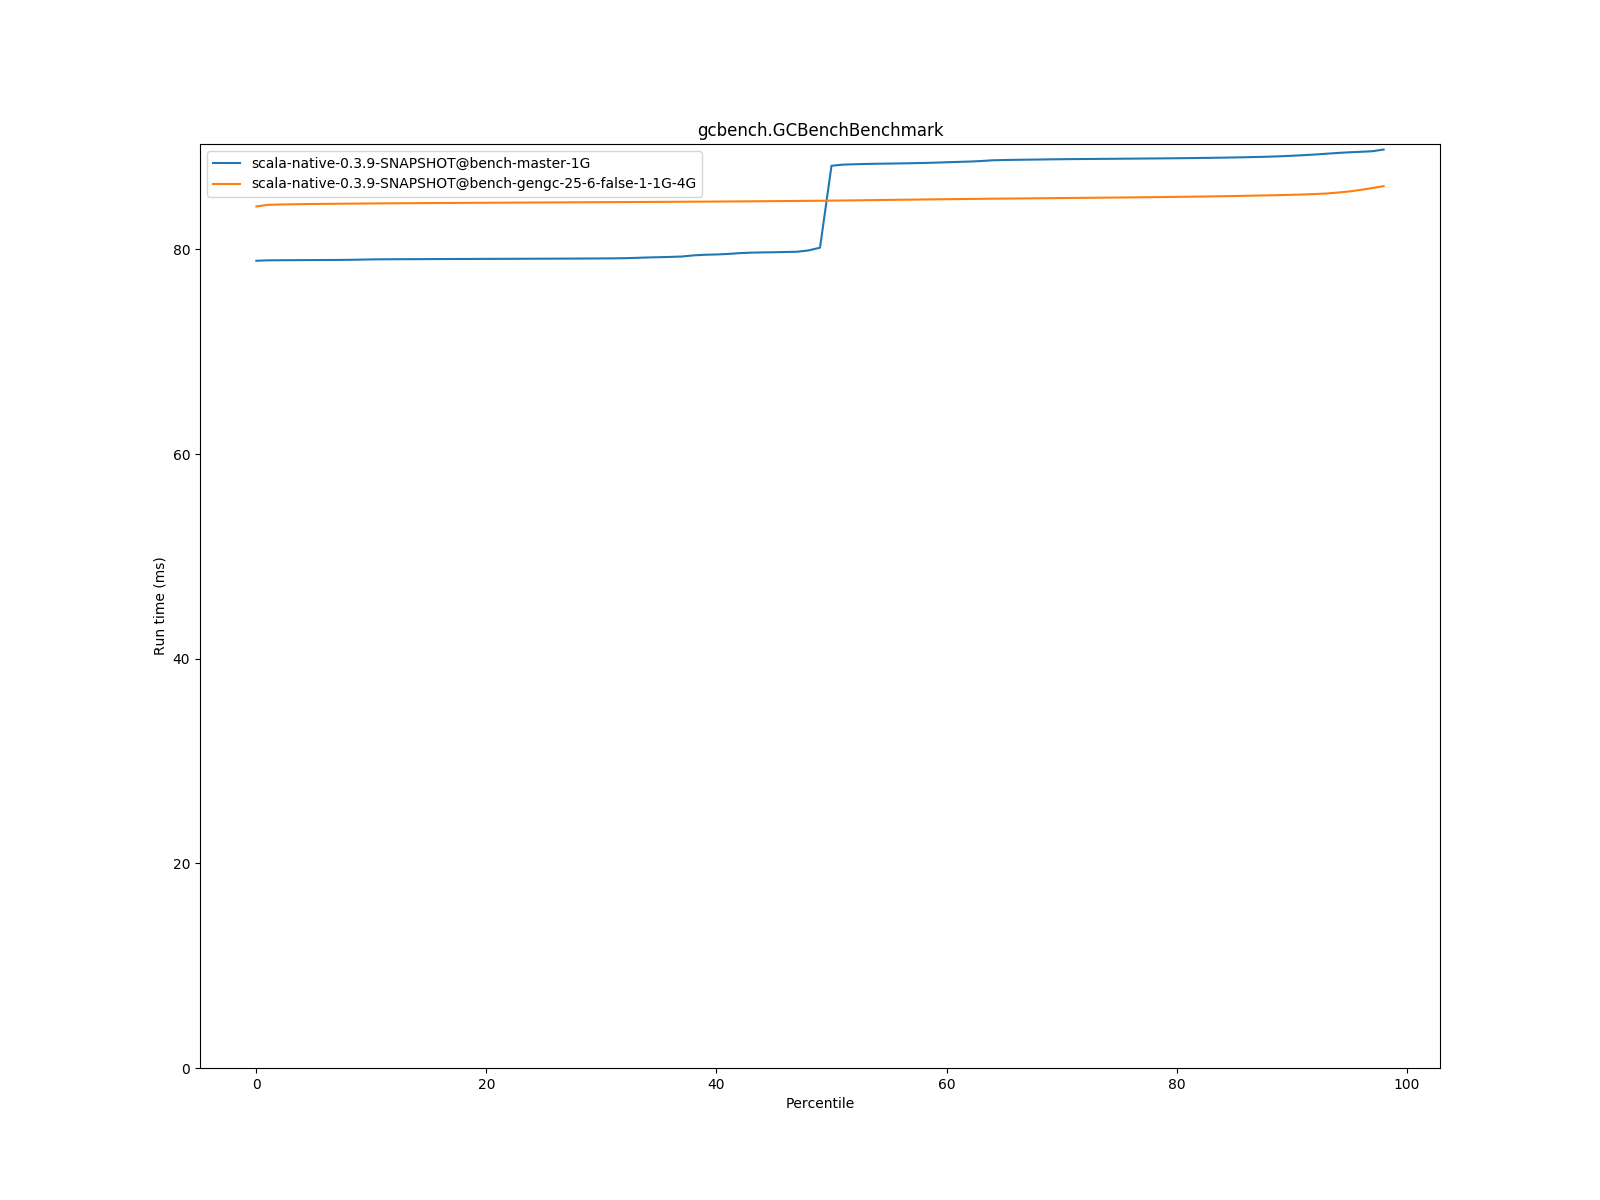 gcbench.GCBenchBenchmark
scala-native-0.3.9-SNAPSHOT@bench-master-1G
scala-native-0.3.9-SNAPSHOT@bench-gengc-25-6-false-1-1G-4G
80
60
40
20
0
Run time (ms)
0 20 40 60 80 100
Percentile